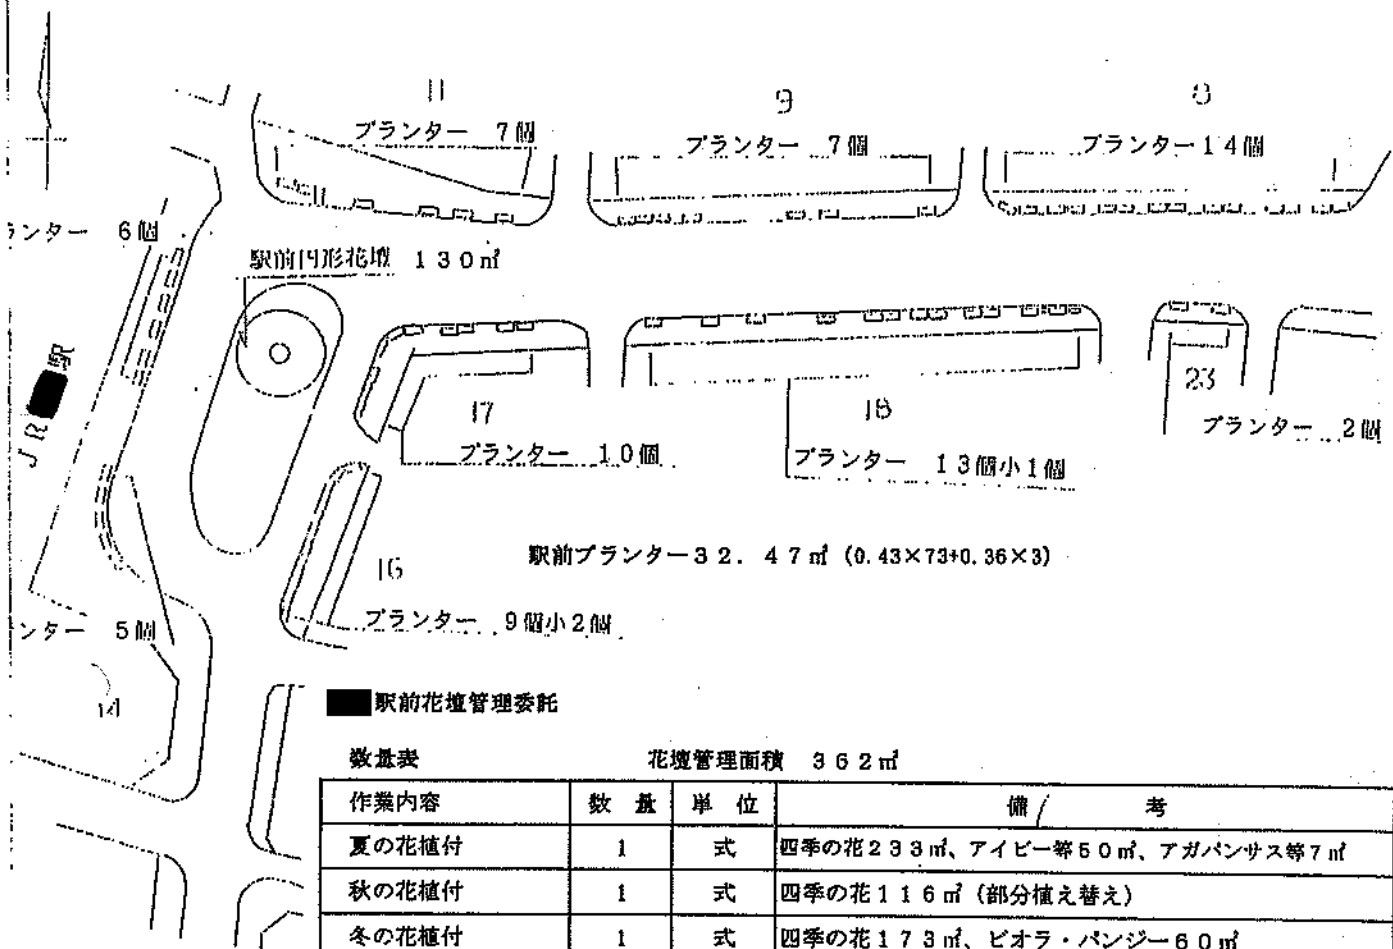 11
9
プランター 7個
プランター 7個
プランター14個
ランター 6個
駅前円形花壇 130㎡
JR
駅
17
18
23
プランター 10個
プランター 13個小1個
プランター 2個
駅前プランター32.47㎡ (0.43×73+0.36×3)
16
プランター 9個小2個
ンター 5個
14
駅前花壇管理委託
数量表 花壇管理面積 362㎡
作業内容 数量 単位 備考
夏の花植付 1 式 四季の花233㎡、アイビー等50㎡、アガパンサス等7㎡
秋の花植付 1 式 四季の花116㎡ (部分植え替え)
冬の花植付 1 式 四季の花173㎡、ビオラ・パンジー60㎡